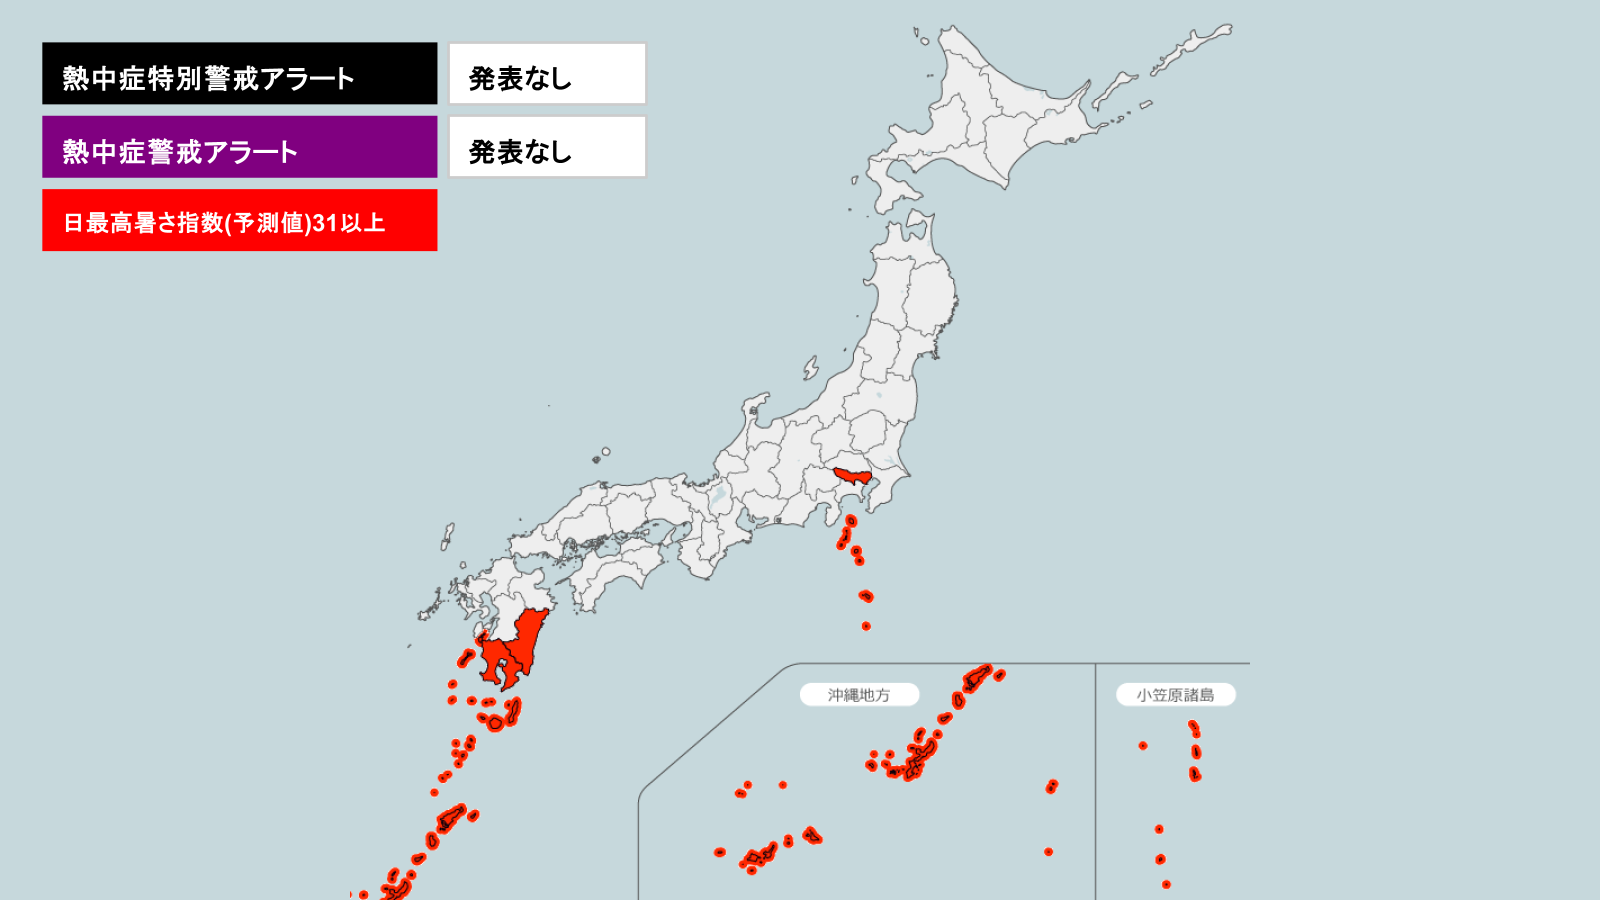 熱中症特別警戒アラート
発表なし
熱中症警戒アラート
発表なし
日最高暑さ指数(予測値)31以上
沖縄地方
小笠原諸島